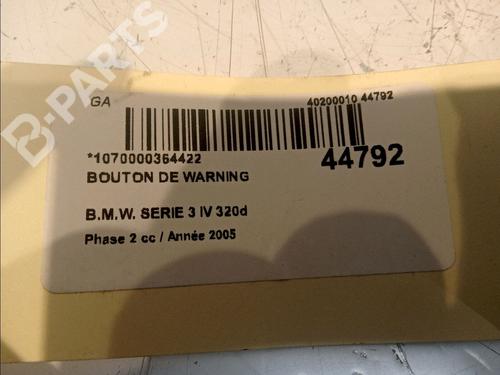 B-PARTS
GA 40200010 44792
*1070000364422 44792
BOUTON DE WARNING
B.M.W. SERIE 3 IV 320d
Phase 2 cc / Année 2005